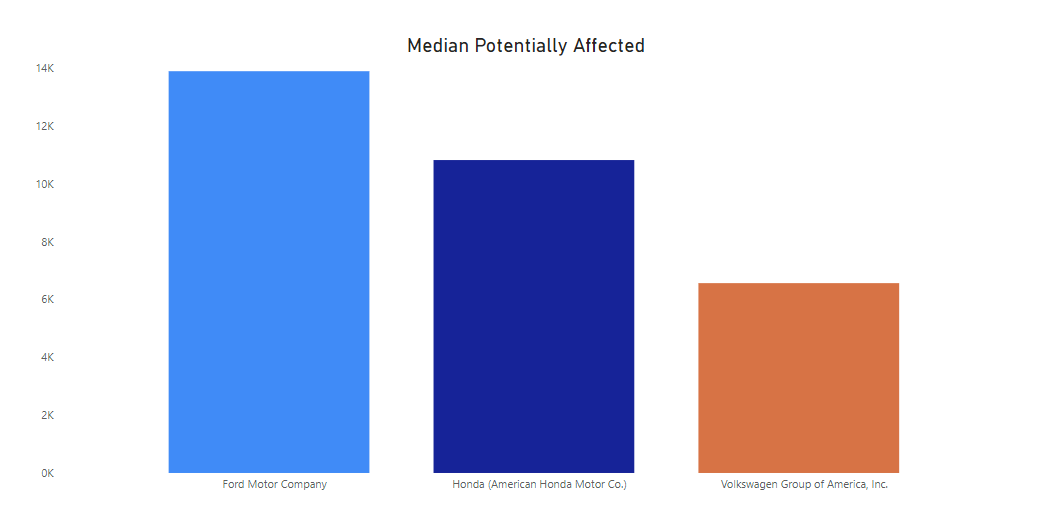 Median Potentially Affected
14K
12K
10K
8K
6K
4K
2K
0K
Ford Motor Company
Honda (American Honda Motor Co.)
Volkswagen Group of America, Inc.